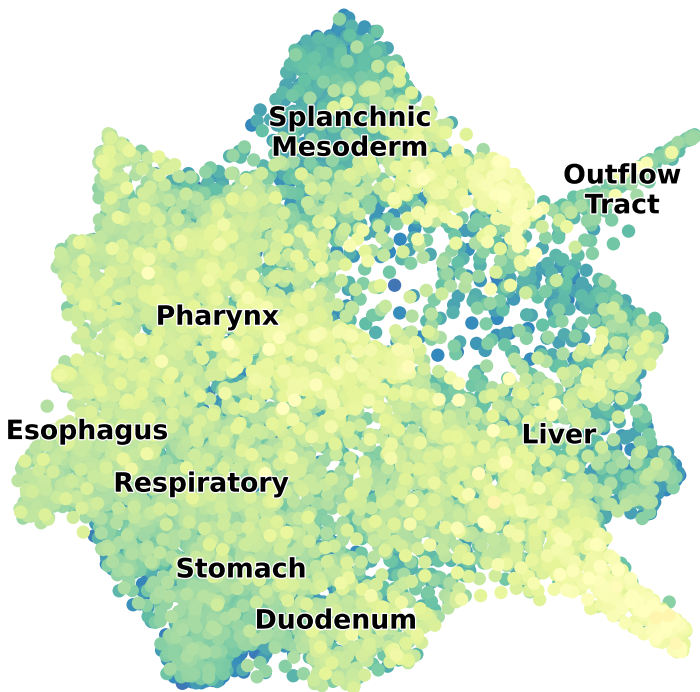 Splanchnic
Mesoderm
Outflow
Tract
Pharynx
Esophagus
Liver
Respiratory
Stomach
Duodenum